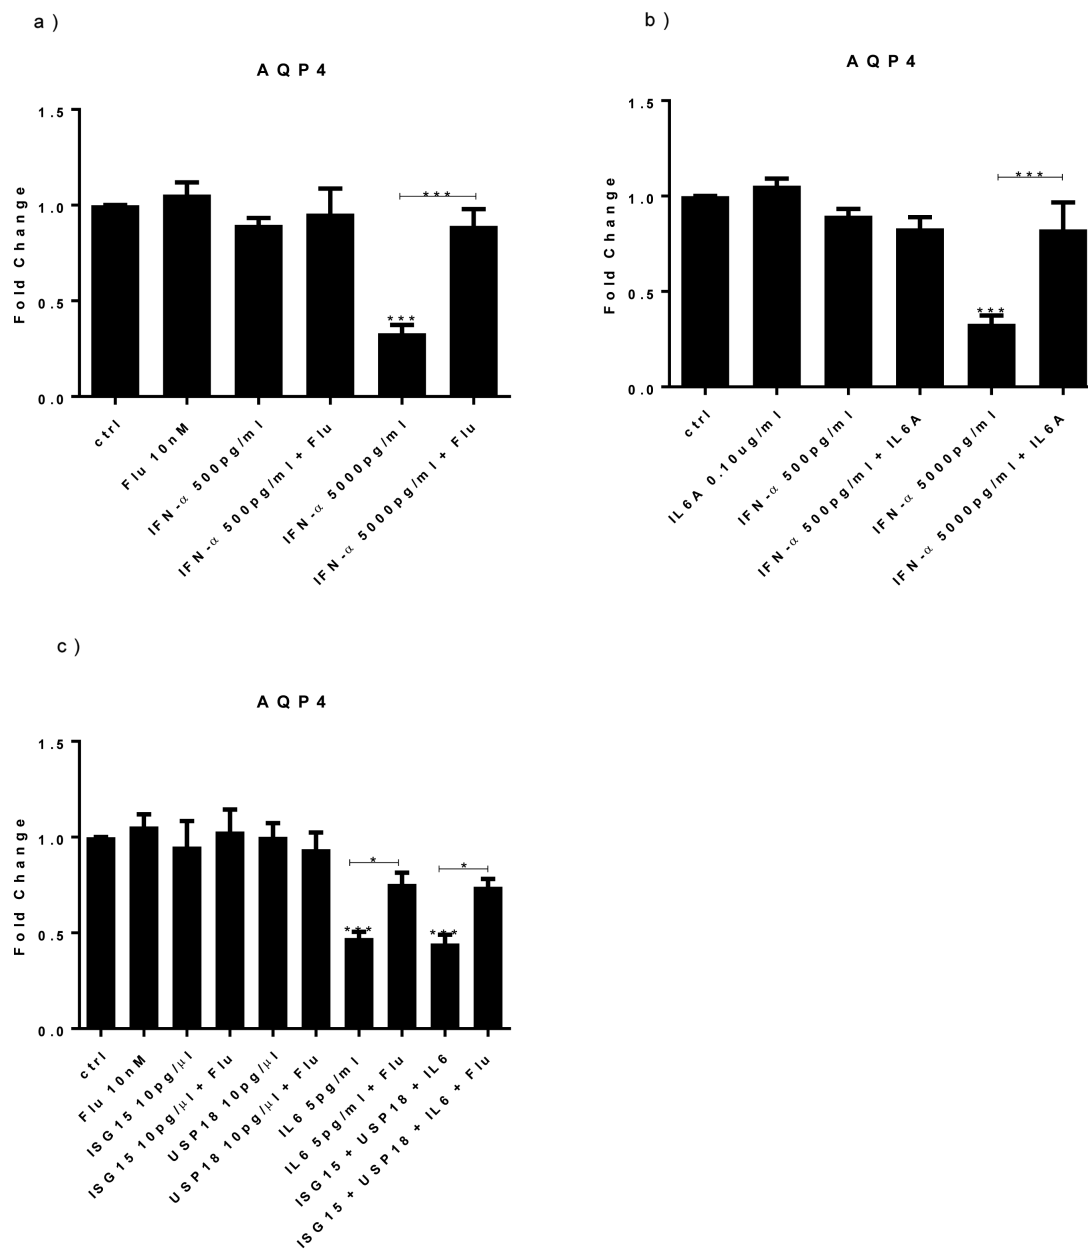 a)
AQP4
Fold Change
1.5
1.0
0.5
0.0
***
***
ctrl
Flu 10nM
IFN-α 500pg/ml
IFN-α 500pg/ml + Flu
IFN-α 5000pg/ml
IFN-α 5000pg/ml + Flu
b)
AQP4
Fold Change
1.5
1.0
0.5
0.0
***
***
ctrl
IL6A 0.10ug/ml
IFN-α 500pg/ml
IFN-α 500pg/ml + IL6A
IFN-α 5000pg/ml
IFN-α 5000pg/ml + IL6A
c)
AQP4
Fold Change
1.5
1.0
0.5
0.0
*
*
***
***
ctrl
Flu 10nM
ISG15 10pg/μl
ISG15 10pg/μl + Flu
USP18 10pg/μl
USP18 10pg/μl + Flu
IL6 5pg/ml
IL6 5pg/ml + Flu
ISG15 + USP18 + IL6
ISG15 + USP18 + IL6 + Flu